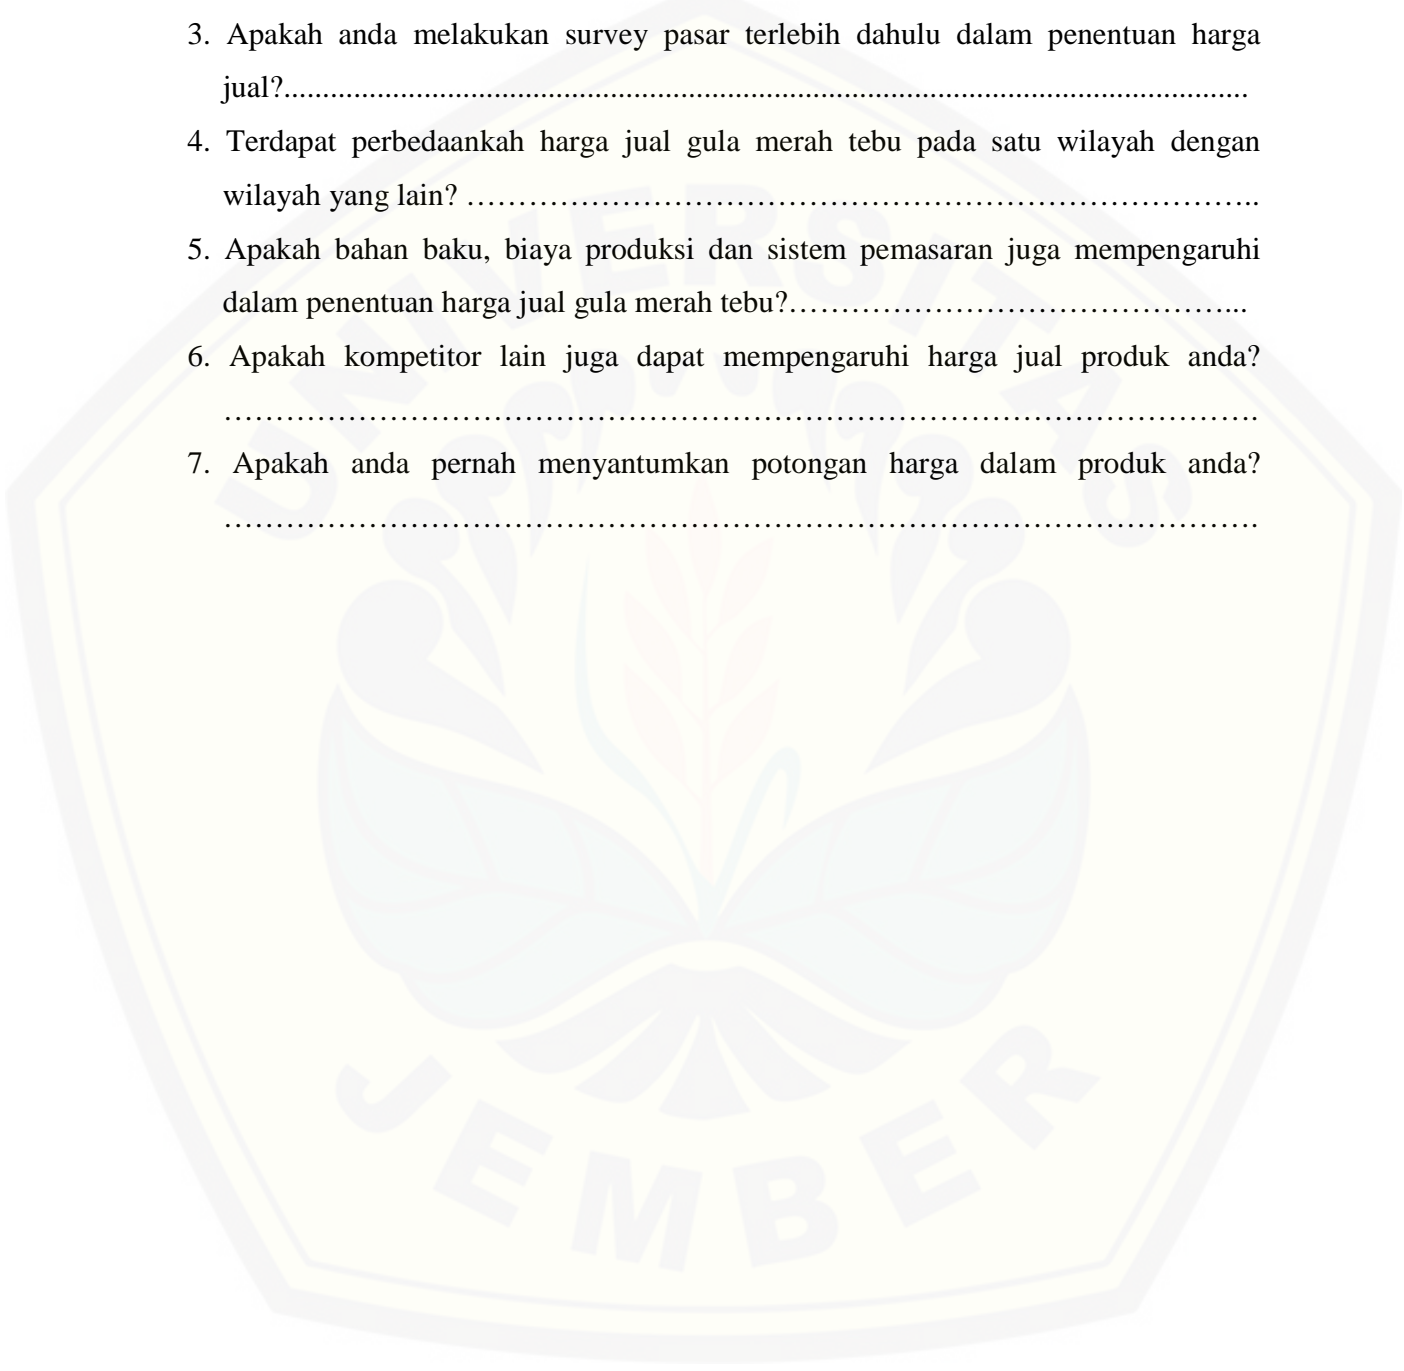 3. Apakah anda melakukan survey pasar terlebih dahulu dalam penentuan harga
jual?...............................................................................................................................
4. Terdapat perbedaankah harga jual gula merah tebu pada satu wilayah dengan
wilayah yang lain? ……………………………………………………………………..
5. Apakah bahan baku, biaya produksi dan sistem pemasaran juga mempengaruhi
dalam penentuan harga jual gula merah tebu?……………………………………...
6. Apakah kompetitor lain juga dapat mempengaruhi harga jual produk anda?
……………………………………………………………………………………….
7. Apakah anda pernah menyantumkan potongan harga dalam produk anda?
……………………………………………………………………………………….
UNIVERSITAS
JEMBER